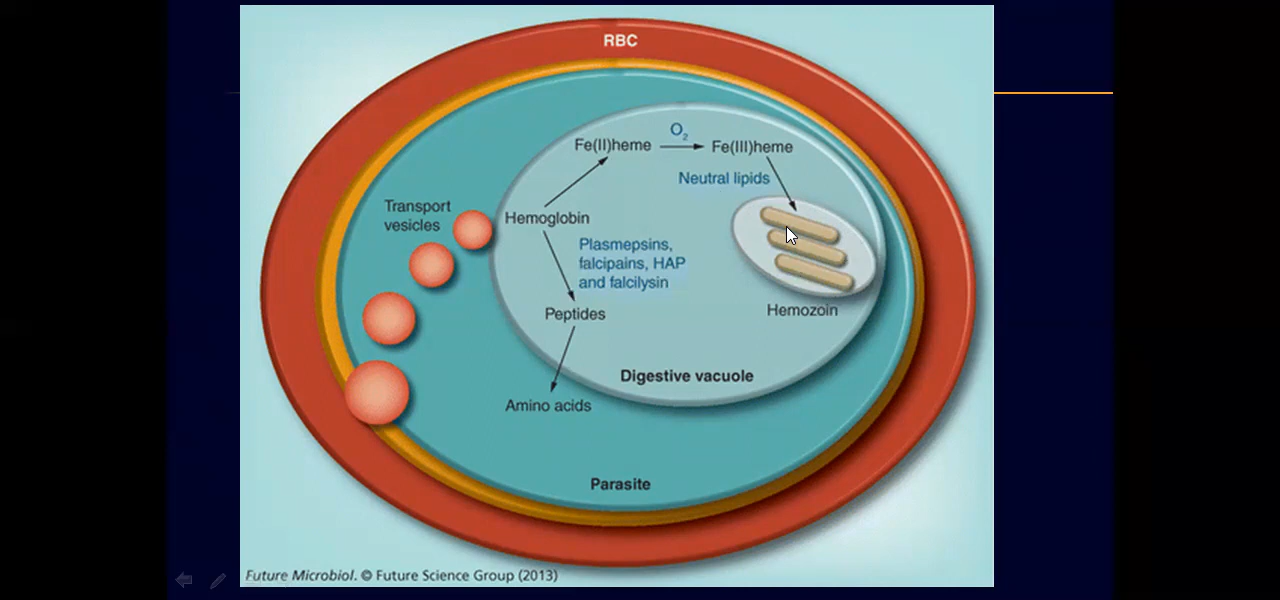 RBC
O2
Fe(II)heme
Fe(III)heme
Neutral lipids
Transport
vesicles
Hemoglobin
Plasmepsins,
falcipains, HAP
and falcilysin
Hemozoin
Peptides
Digestive vacuole
Amino acids
Parasite
Future Microbiol. © Future Science Group (2013)